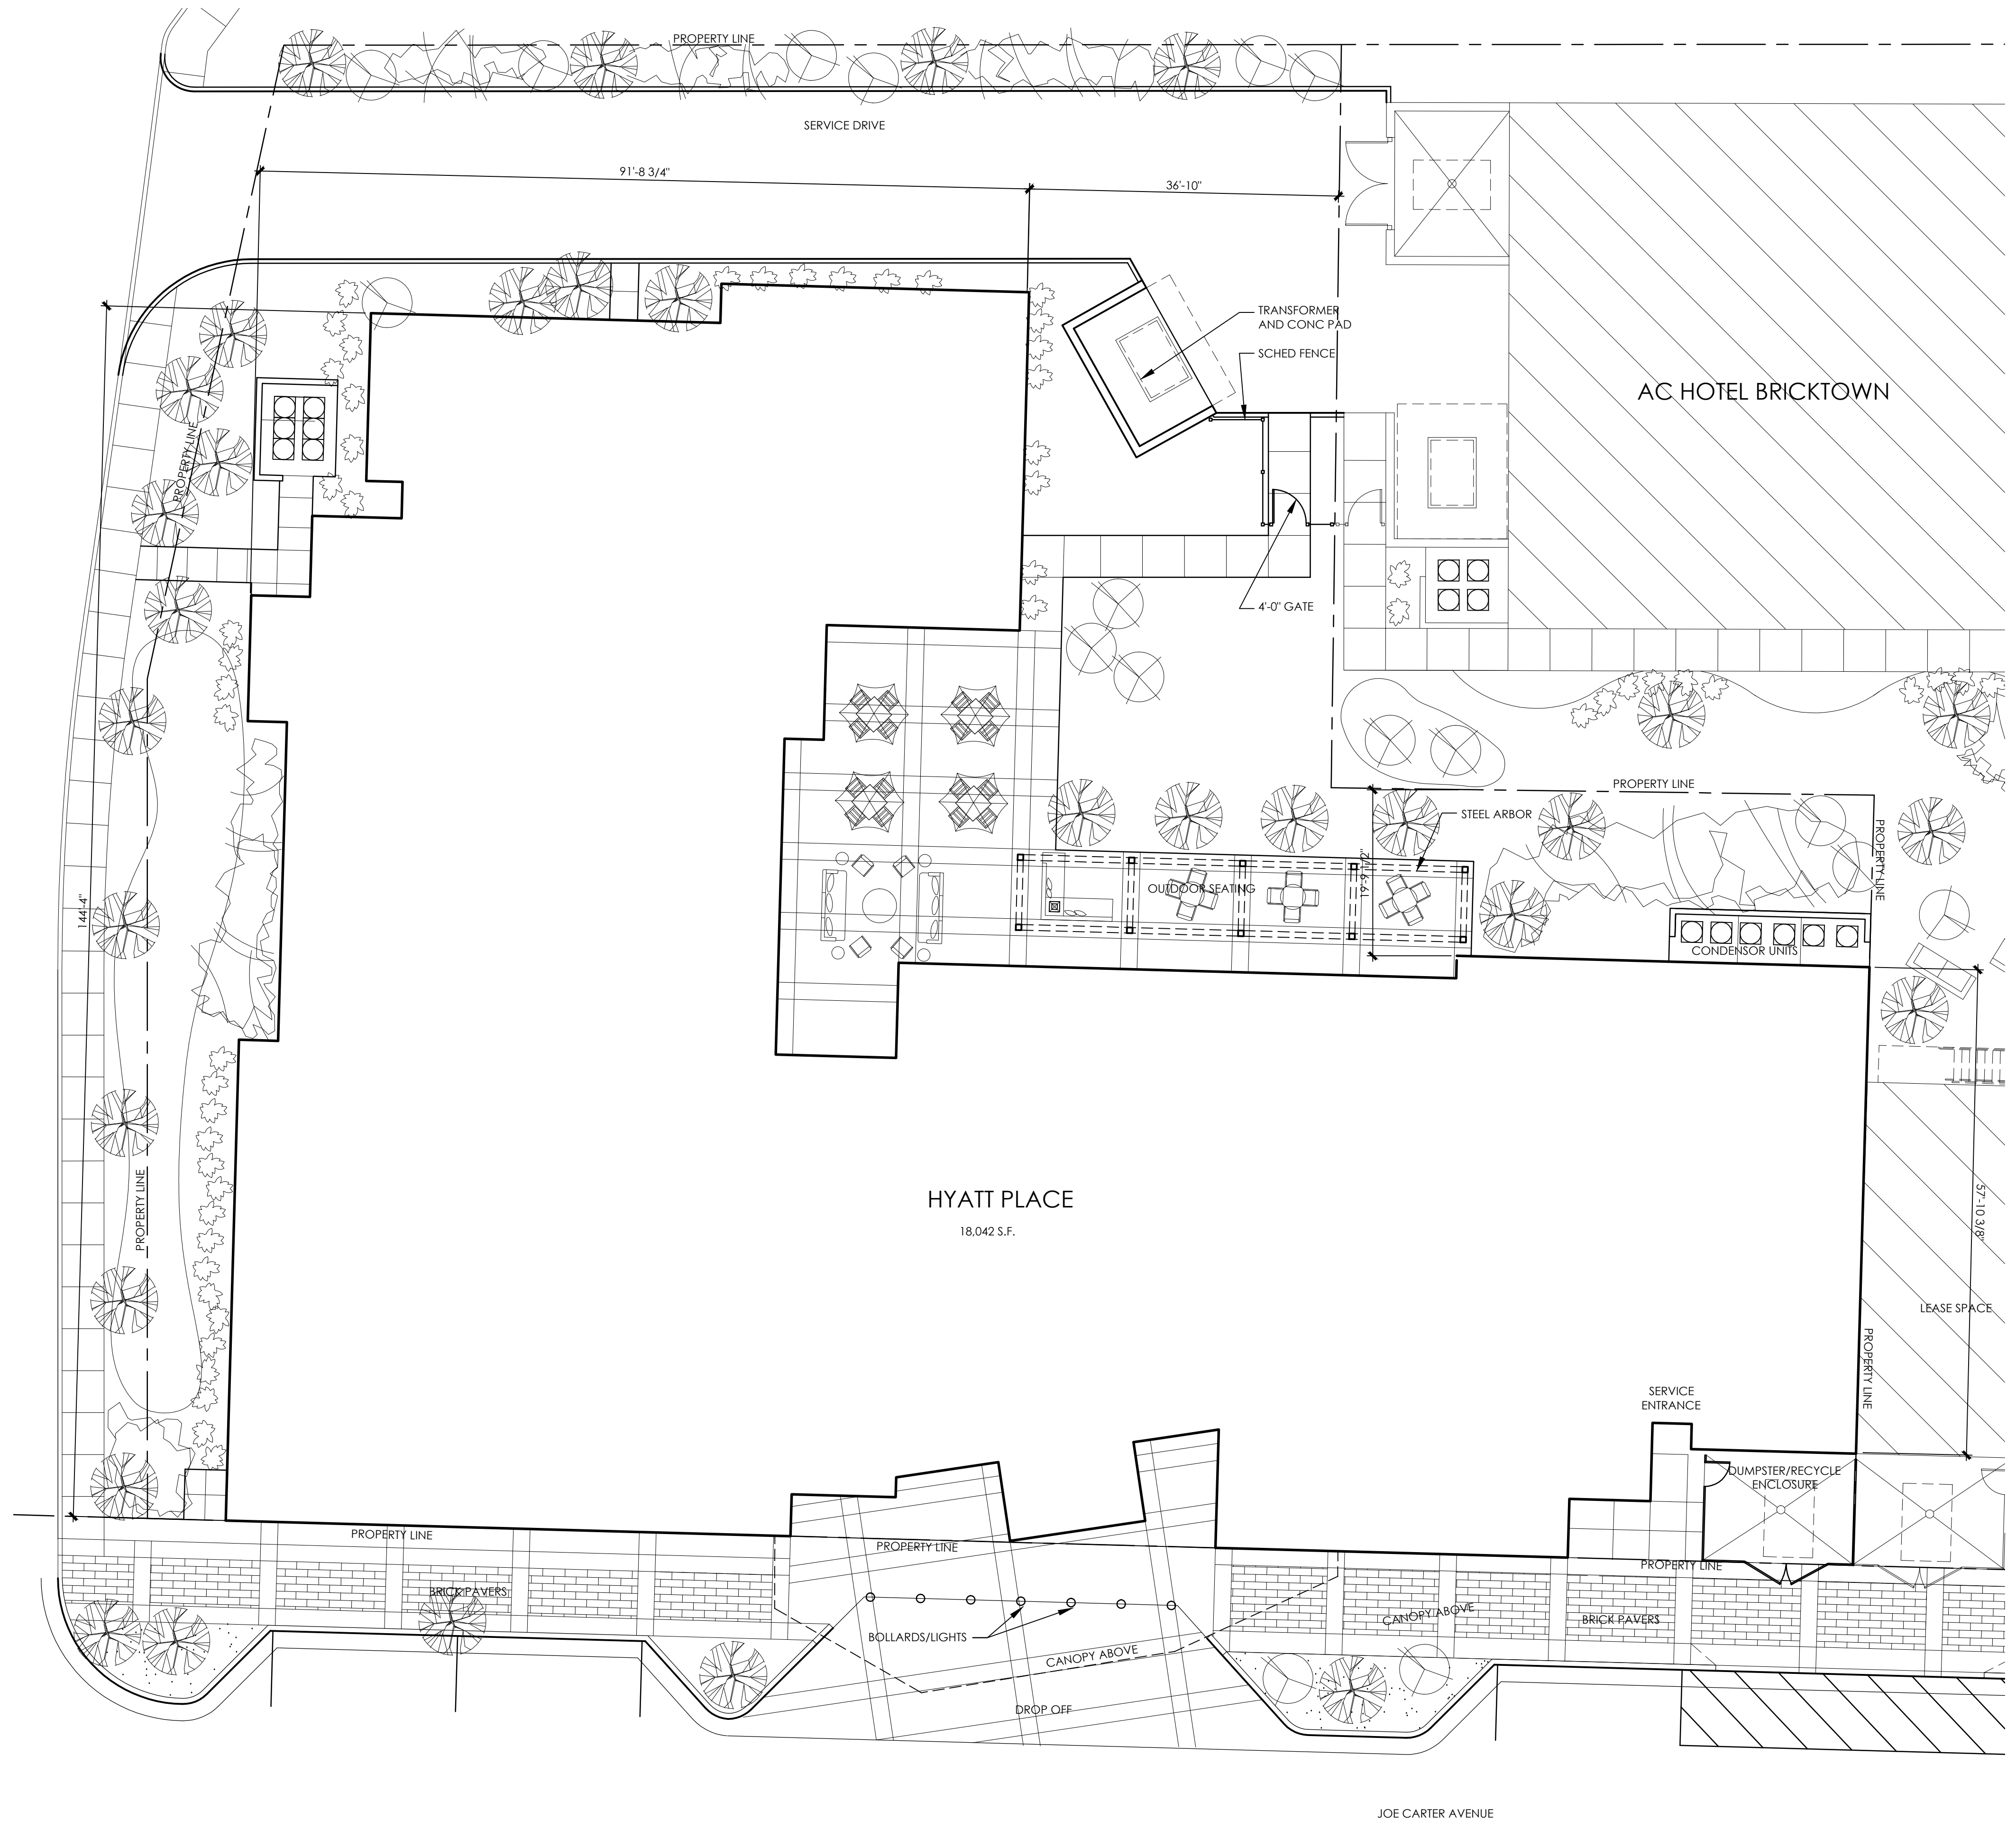 PROPERTY LINE
SERVICE DRIVE
91'-8 3/4"
36'-10"
TRANSFORMER
AND CONC PAD
SCHED FENCE
AC HOTEL BRICKTOWN
PROPERTY LINE
4'-0" GATE
PROPERTY LINE
STEEL ARBOR
PROPERTY LINE
19'-9 1/2"
OUTDOOR SEATING
144'-4"
CONDENSOR UNITS
HYATT PLACE
18,042 S.F.
PROPERTY LINE
57'-10 3/8"
LEASE SPACE
PROPERTY LINE
SERVICE
ENTRANCE
DUMPSTER/RECYCLE
ENCLOSURE
PROPERTY LINE
PROPERTY LINE
PROPERTY LINE
BRICK PAVERS
CANOPY ABOVE
BRICK PAVERS
BOLLARDS/LIGHTS
CANOPY ABOVE
DROP OFF
JOE CARTER AVENUE